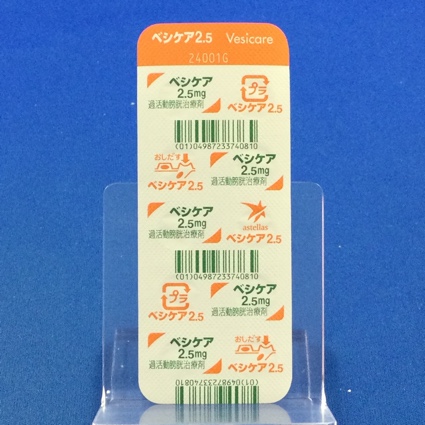 ベシケア2.5 Vesicare
24001G
ベシケア
2.5mg
過活動膀胱治療剤
プラ
ベシケア2.5
(01)04987233740810
おしだす
ベシケア2.5
ベシケア
2.5mg
過活動膀胱治療剤
ベシケア
2.5mg
過活動膀胱治療剤
astellas
ベシケア2.5
(01)04987233740810
プラ
ベシケア2.5
ベシケア
2.5mg
過活動膀胱治療剤
ベシケア
2.5mg
過活動膀胱治療剤
おしだす
ベシケア2.5
(01)04987233740810